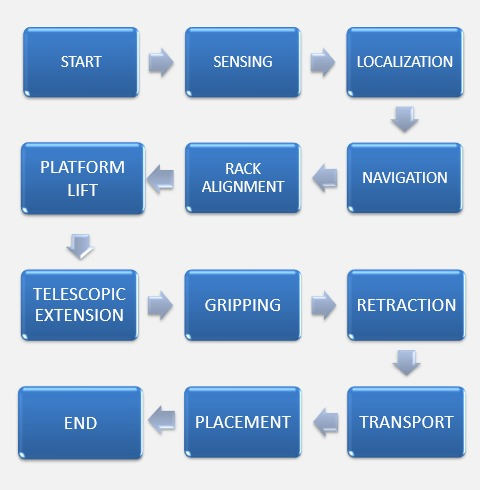 START
SENSING
LOCALIZATION
NAVIGATION
RACK
ALIGNMENT
PLATFORM
LIFT
TELESCOPIC
EXTENSION
GRIPPING
RETRACTION
TRANSPORT
PLACEMENT
END